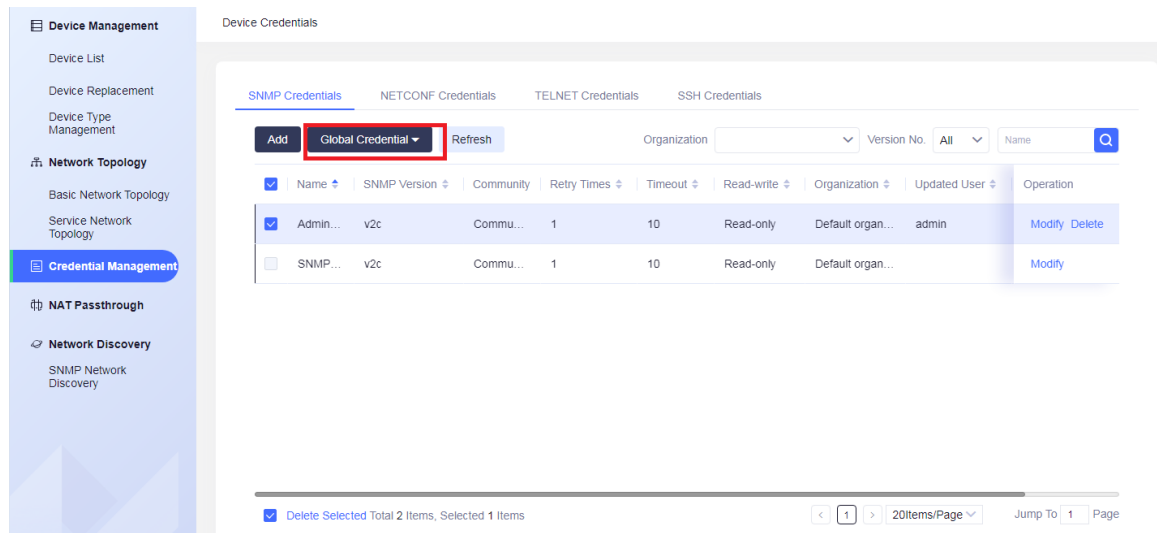 Device Management
Device List
Device Replacement
Device Type
Management
Network Topology
Basic Network Topology
Service Network
Topology
Credential Management
NAT Passthrough
Network Discovery
SNMP Network
Discovery
Device Credentials
SNMP Credentials NETCONF Credentials TELNET Credentials SSH Credentials
Add Global Credential Refresh Organization Version No. All Name
Name SNMP Version Community Retry Times Timeout Read-write Organization Updated User Operation
Admin... v2c Commu... 1 10 Read-only Default organ... admin Modify Delete
SNMP... v2c Commu... 1 10 Read-only Default organ... Modify
Delete Selected Total 2 Items, Selected 1 Items < 1 > 20Items/Page Jump To 1 Page